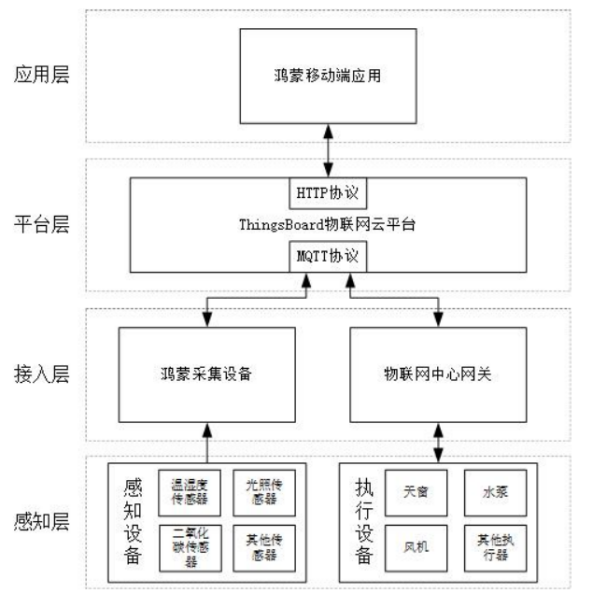 应用层
鸿蒙移动端应用
平台层
HTTP协议
ThingsBoard物联网云平台
MQTT协议
接入层
鸿蒙采集设备
物联网中心网关
感知层
感知设备
温湿度
传感器
光照传
感器
二氧化
碳传感
器
其他传
感器
执行设备
天窗
水泵
风机
其他执
行器